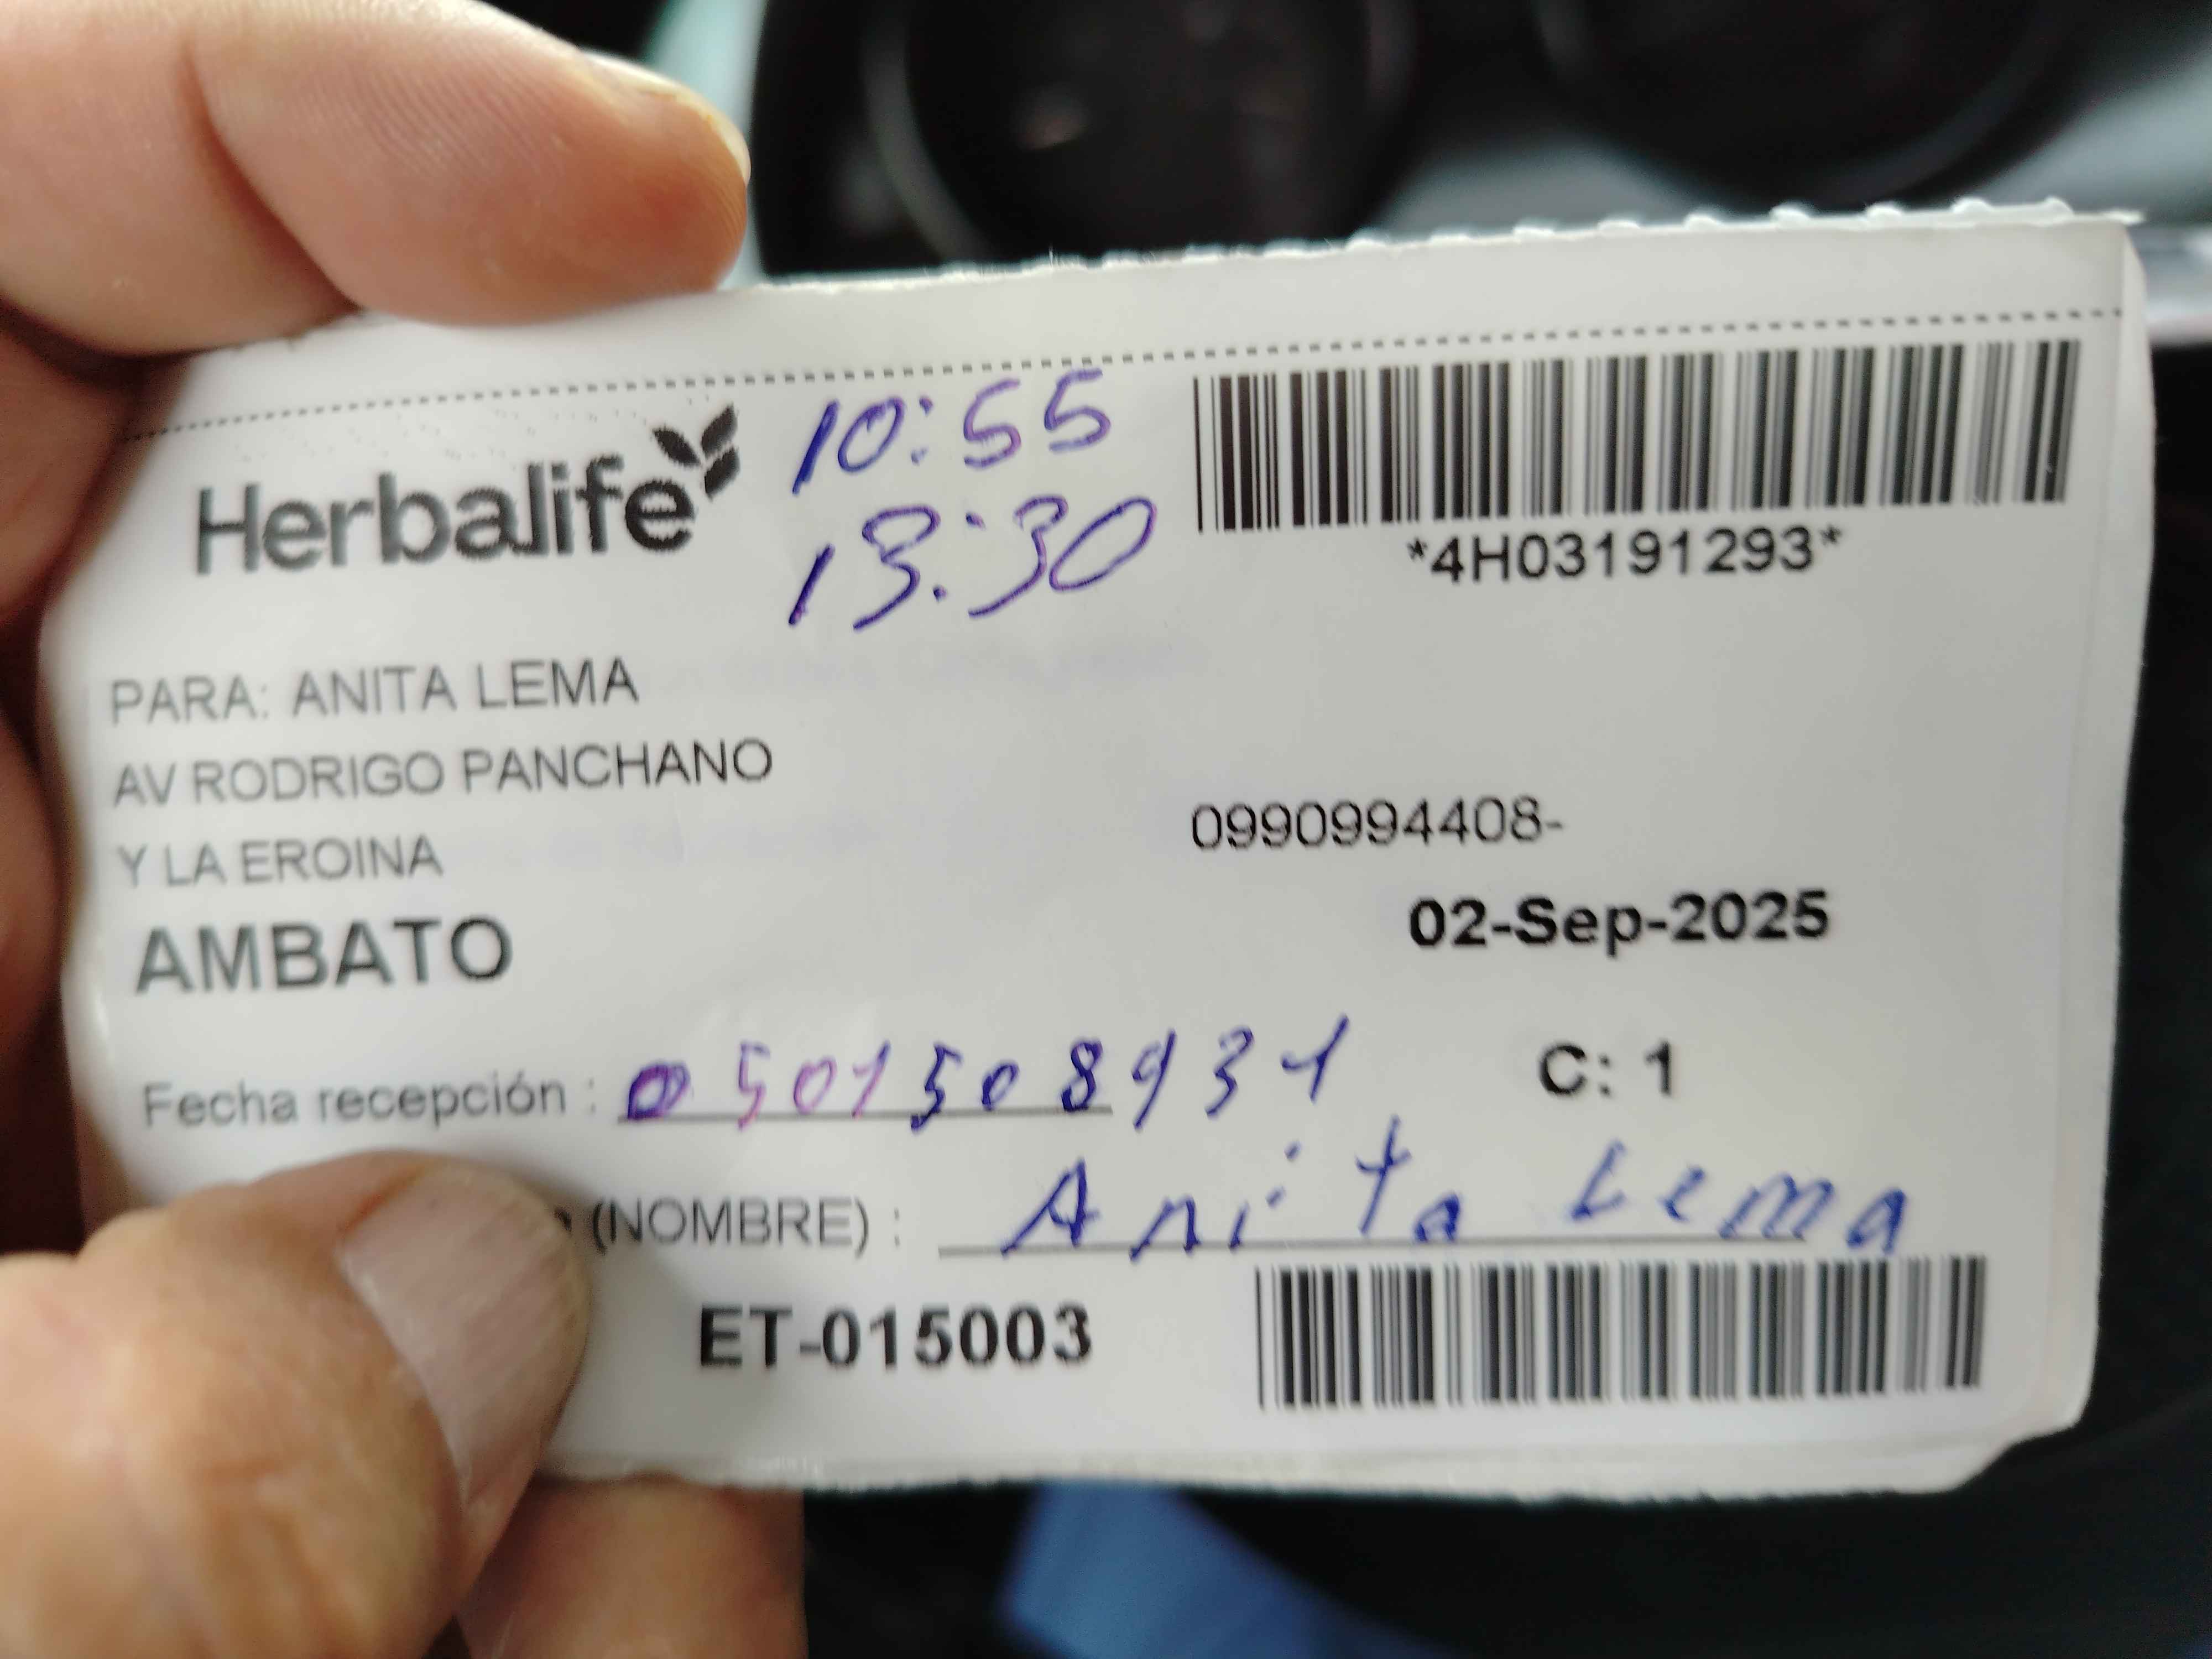 Herbalife
10:55
13:30
*4H03191293*
PARA: ANITA LEMA
AV RODRIGO PANCHANO
Y LA EROINA
0990994408-
AMBATO
02-Sep-2025
Fecha recepción : 0501508931
C: 1
(NOMBRE) : Anita Lema
ET-015003